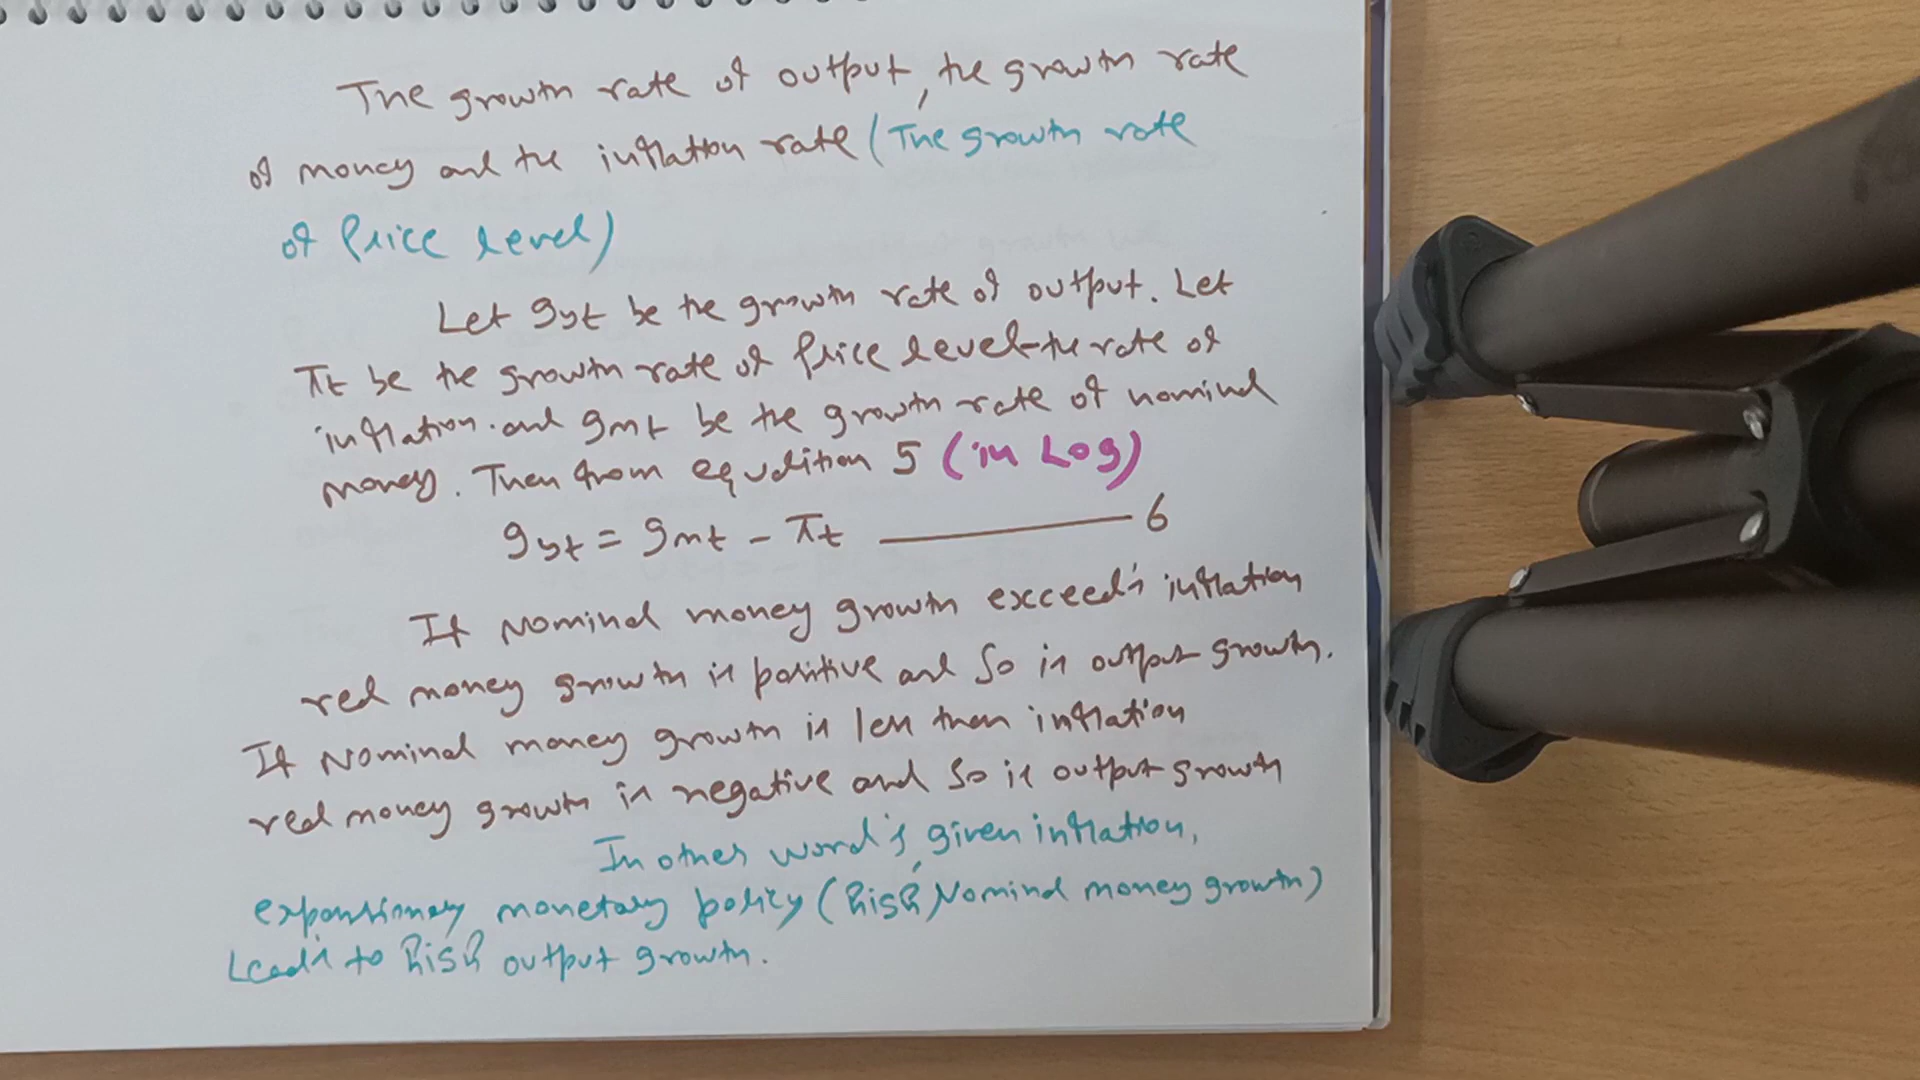 The growth rate of output, the growth rate
of money and the inflation rate (The growth rate
of Price level)
Let gyt be the growth rate of output. Let
πt be the growth rate of Price level-the rate of
inflation. and gmt be the growth rate of nominal
money. Then from equation 5 (in Log)
gyt = gmt - πt —— 6
If Nominal money growth exceed's inflation
real money growth is positive and So is output growth.
If Nominal money growth is less than inflation
real money growth is negative and So is output growth
In other word's, given inflation,
expansionary monetary policy (High Nominal money growth)
Lead's to High output growth.